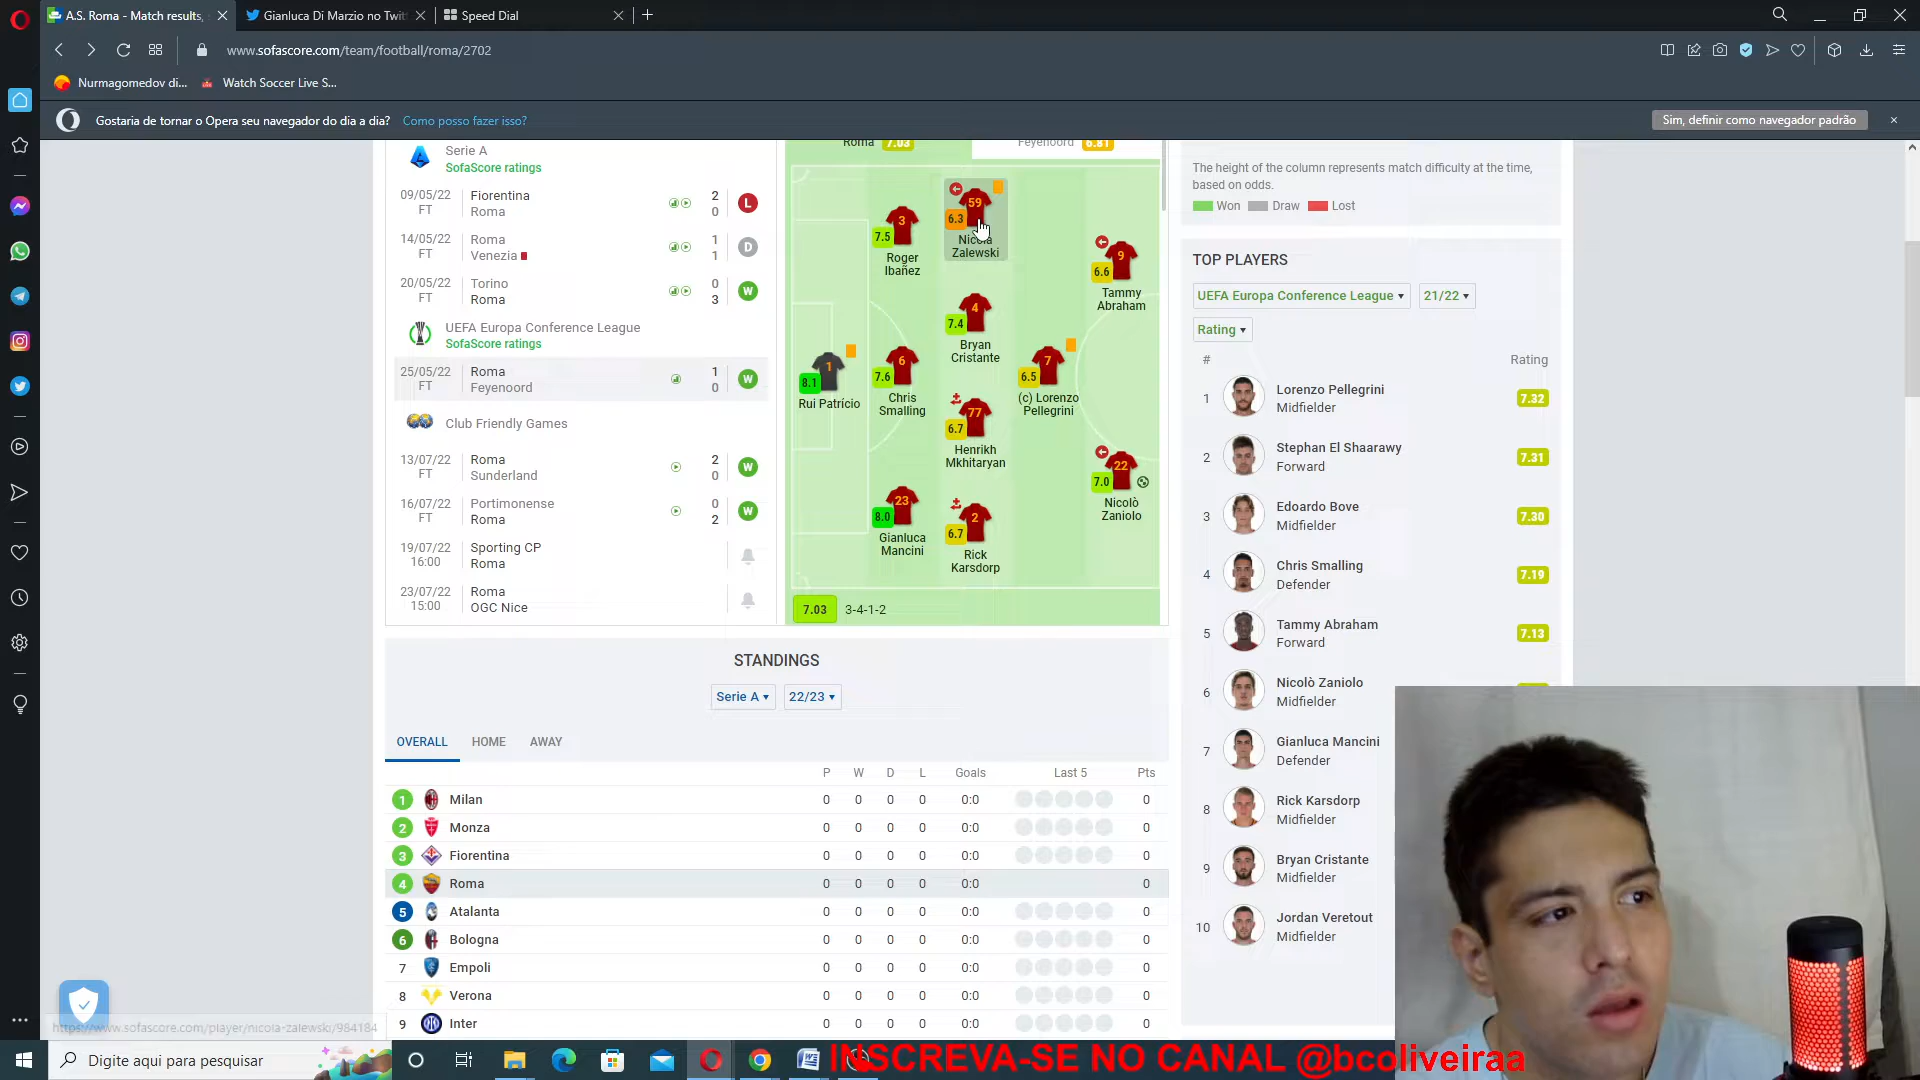 A.S. Roma - Match results,
Gianluca Di Marzio no Twit
Speed Dial
www.sofascore.com/team/football/roma/2702
Nurmagomedov di...
Watch Soccer Live S...
Gostaria de tornar o Opera seu navegador do dia a dia?
Como posso fazer isso?
Sim, definir como navegador padrão
Serie A
SofaScore ratings
09/05/22 Fiorentina 2 L
FT Roma 0
14/05/22 Roma 1 D
FT Venezia 1
20/05/22 Torino 0 W
FT Roma 3
UEFA Europa Conference League
SofaScore ratings
25/05/22 Roma 1 W
FT Feyenoord 0
Club Friendly Games
13/07/22 Roma 2 W
FT Sunderland 0
16/07/22 Portimonense 0 W
FT Roma 2
19/07/22 Sporting CP
16:00 Roma
23/07/22 Roma
15:00 OGC Nice
Roma 7.03
Feyenoord 6.81
59
6.3
Nicola
Zalewski
3
7.5
Roger
Ibañez
9
6.6
Tammy
Abraham
4
7.4
Bryan
Cristante
1
8.1
Rui Patrício
6
7.6
Chris
Smalling
7
6.5
(c) Lorenzo
Pellegrini
77
6.7
Henrikh
Mkhitaryan
22
7.0
Nicolò
Zaniolo
23
8.0
Gianluca
Mancini
2
6.7
Rick
Karsdorp
7.03 3-4-1-2
The height of the column represents match difficulty at the time,
based on odds.
Won Draw Lost
TOP PLAYERS
UEFA Europa Conference League 21/22
Rating
# Rating
1 Lorenzo Pellegrini 7.32
Midfielder
2 Stephan El Shaarawy 7.31
Forward
3 Edoardo Bove 7.30
Midfielder
4 Chris Smalling 7.19
Defender
5 Tammy Abraham 7.13
Forward
6 Nicolò Zaniolo
Midfielder
7 Gianluca Mancini
Defender
8 Rick Karsdorp
Midfielder
9 Bryan Cristante
Midfielder
10 Jordan Veretout
Midfielder
STANDINGS
Serie A 22/23
OVERALL HOME AWAY
P W D L Goals Last 5 Pts
1 Milan 0 0 0 0 0:0 0
2 Monza 0 0 0 0 0:0 0
3 Fiorentina 0 0 0 0 0:0 0
4 Roma 0 0 0 0 0:0 0
5 Atalanta 0 0 0 0 0:0 0
6 Bologna 0 0 0 0 0:0 0
7 Empoli 0 0 0 0 0:0 0
8 Verona 0 0 0 0 0:0 0
9 Inter 0 0 0 0 0:0 0
https://www.sofascore.com/player/nicola-zalewski/984184
Digite aqui para pesquisar
INSCREVA-SE NO CANAL @bcoliveiraa